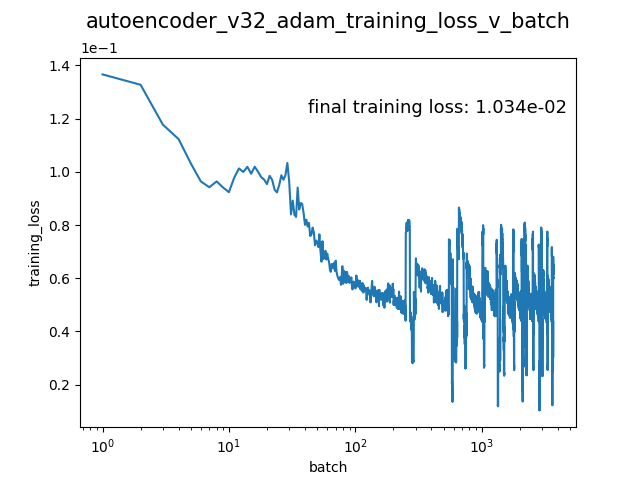 autoencoder_v32_adam_training_loss_v_batch
1e−1
1.4
1.2
1.0
0.8
0.6
0.4
0.2
final training loss: 1.034e-02
training_loss
10⁰
10¹
10²
10³
batch